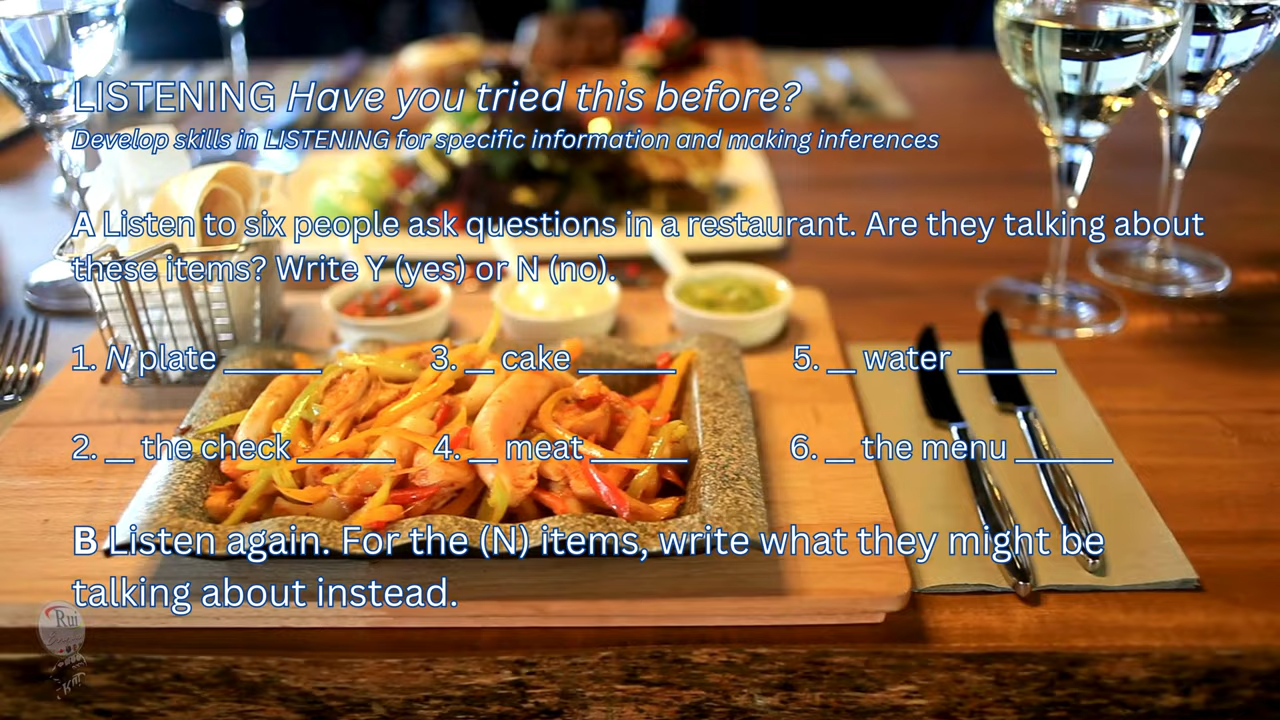 LISTENING Have you tried this before?
Develop skills in LISTENING for specific information and making inferences
A Listen to six people ask questions in a restaurant. Are they talking about
these items? Write Y (yes) or N (no).
1. N plate ______ 3. __ cake ______ 5. __ water ______
2. __ the check ______ 4. __ meat ______ 6. __ the menu ______
B Listen again. For the (N) items, write what they might be
talking about instead.
Rui